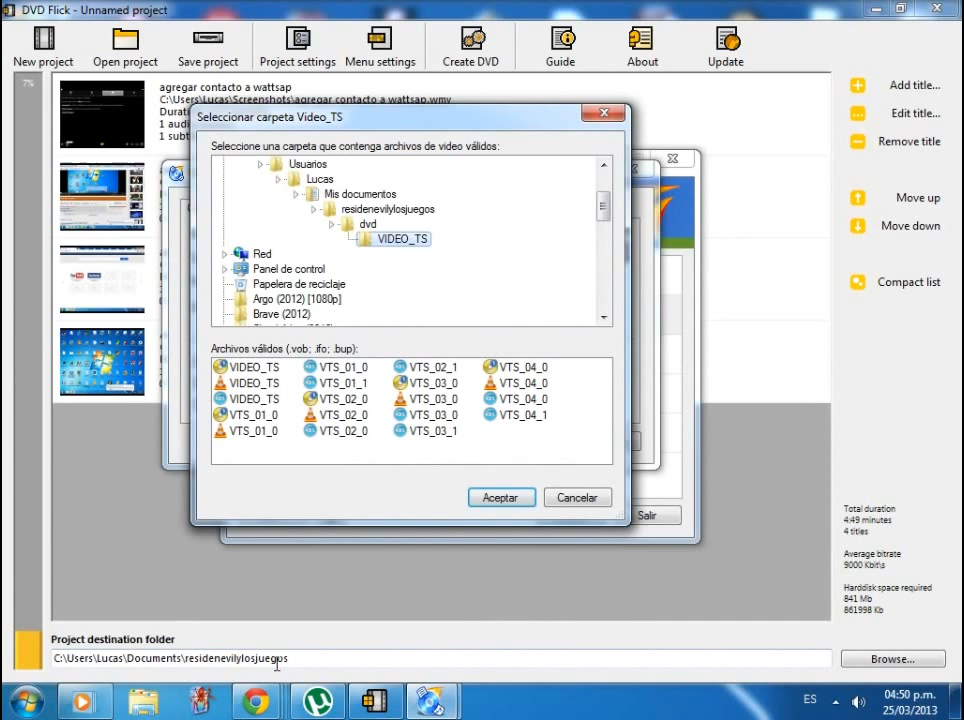 DVD Flick - Unnamed project
New project
Open project
Save project
Project settings
Menu settings
Create DVD
Guide
About
Update
7%
agregar contacto a wattsap
C:\Users\Lucas\Screenshots\agregar contacto a wattsap.wmv
Durati
1 audi
1 subt
Add title...
Edit title...
Remove title
Move up
Move down
Compact list
Seleccionar carpeta Video_TS
Seleccione una carpeta que contenga archivos de video válidos:
Usuarios
Lucas
Mis documentos
residenevilylosjuegos
dvd
VIDEO_TS
Red
Panel de control
Papelera de reciclaje
Argo (2012) [1080p]
Brave (2012)
Archivos válidos (.vob; .ifo; .bup):
VIDEO_TS VTS_01_0 VTS_02_1 VTS_04_0
VIDEO_TS VTS_01_1 VTS_03_0 VTS_04_0
VIDEO_TS VTS_02_0 VTS_03_0 VTS_04_0
VTS_01_0 VTS_02_0 VTS_03_0 VTS_04_1
VTS_01_0 VTS_02_0 VTS_03_1
Aceptar
Cancelar
Salir
Total duration
4:49 minutes
4 titles
Average bitrate
9000 Kbit\s
Harddisk space required
841 Mb
861998 Kb
Project destination folder
C:\Users\Lucas\Documents\residenevilylosjuegos
Browse...
ES
04:50 p.m.
25/03/2013